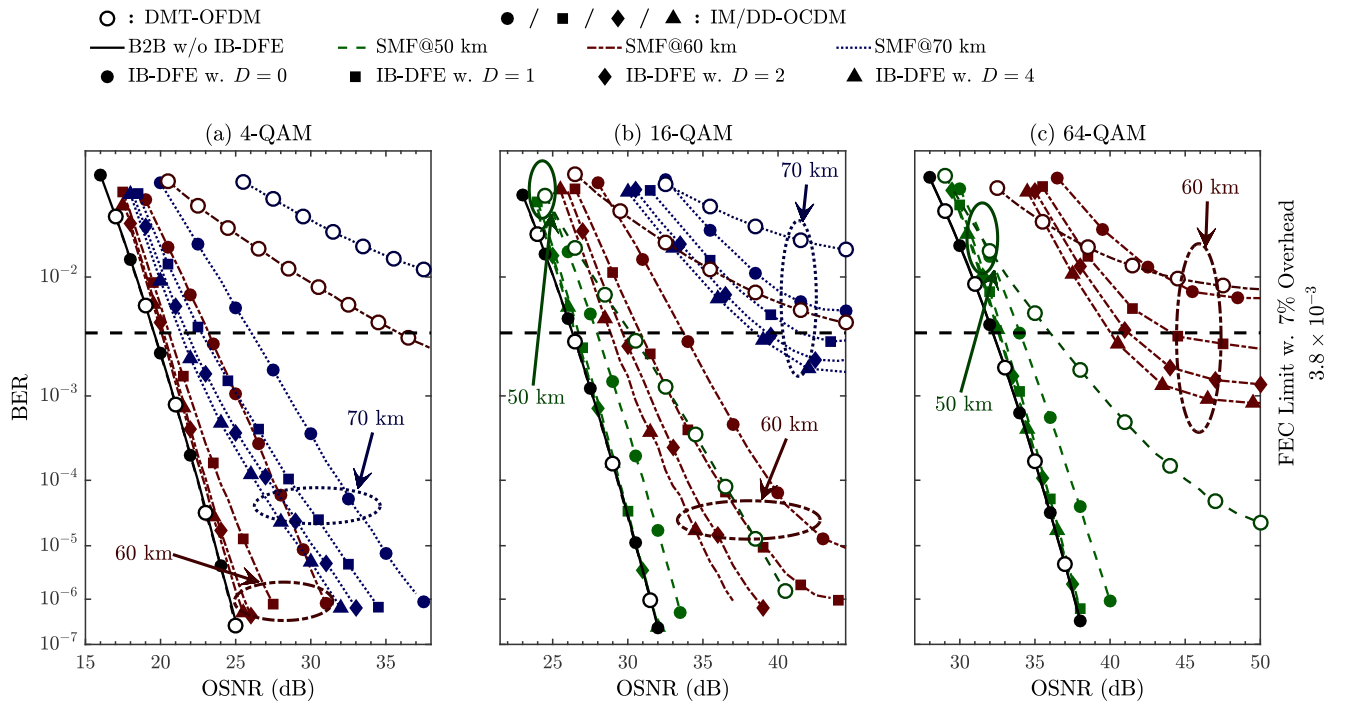 : DMT-OFDM / / / : IM/DD-OCDM
B2B w/o IB-DFE SMF@50 km SMF@60 km SMF@70 km
IB-DFE w. D = 0 IB-DFE w. D = 1 IB-DFE w. D = 2 IB-DFE w. D = 4
(a) 4-QAM (b) 16-QAM (c) 64-QAM
70 km
60 km
10⁻²
BER
10⁻³
50 km
50 km
70 km
60 km
10⁻⁴
10⁻⁵
60 km
10⁻⁶
10⁻⁷
15 20 25 30 35
25 30 35 40
30 35 40 45 50
OSNR (dB) OSNR (dB) OSNR (dB)
FEC Limit w. 7% Overhead
3.8 × 10⁻³